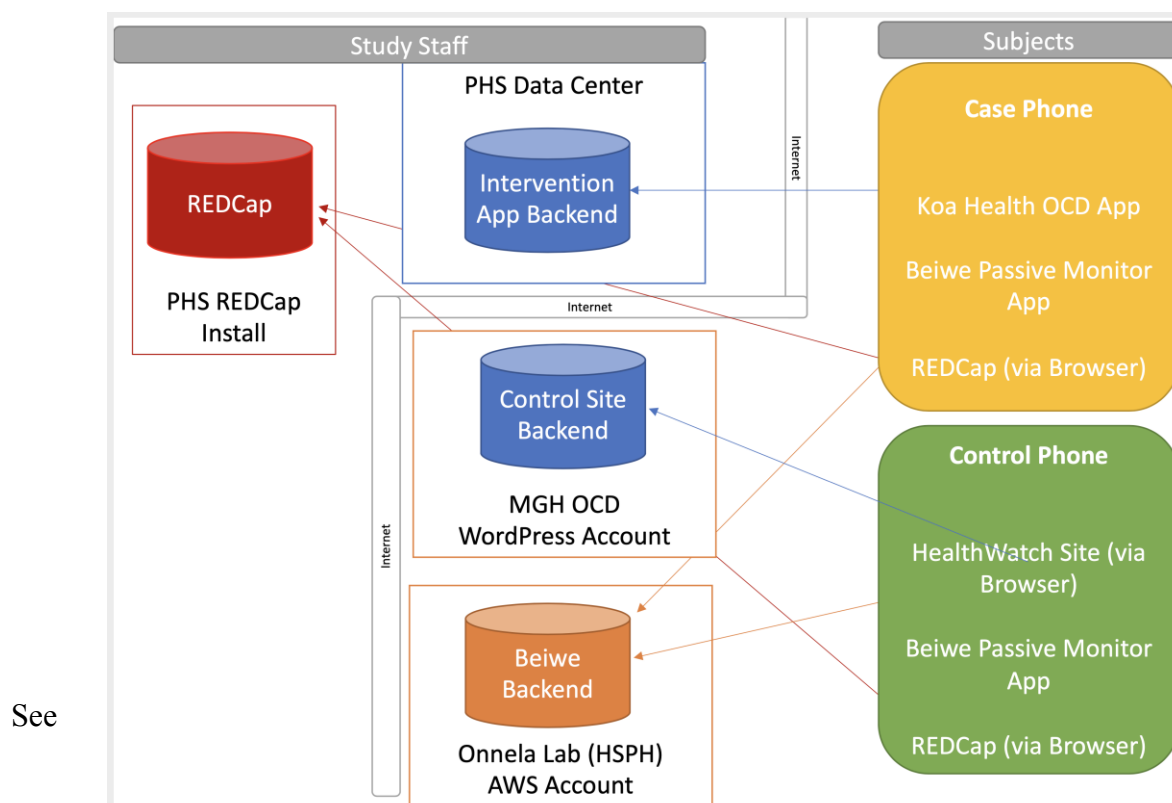 Study Staff
Subjects
PHS Data Center
Case Phone
REDCap
Intervention
App Backend
Internet
Koa Health OCD App
Beiwe Passive Monitor
App
PHS REDCap
Install
Internet
REDCap (via Browser)
Control Site
Backend
Control Phone
MGH OCD
WordPress Account
Internet
HealthWatch Site (via
Browser)
Beiwe
Backend
Beiwe Passive Monitor
App
See
Onnela Lab (HSPH)
AWS Account
REDCap (via Browser)